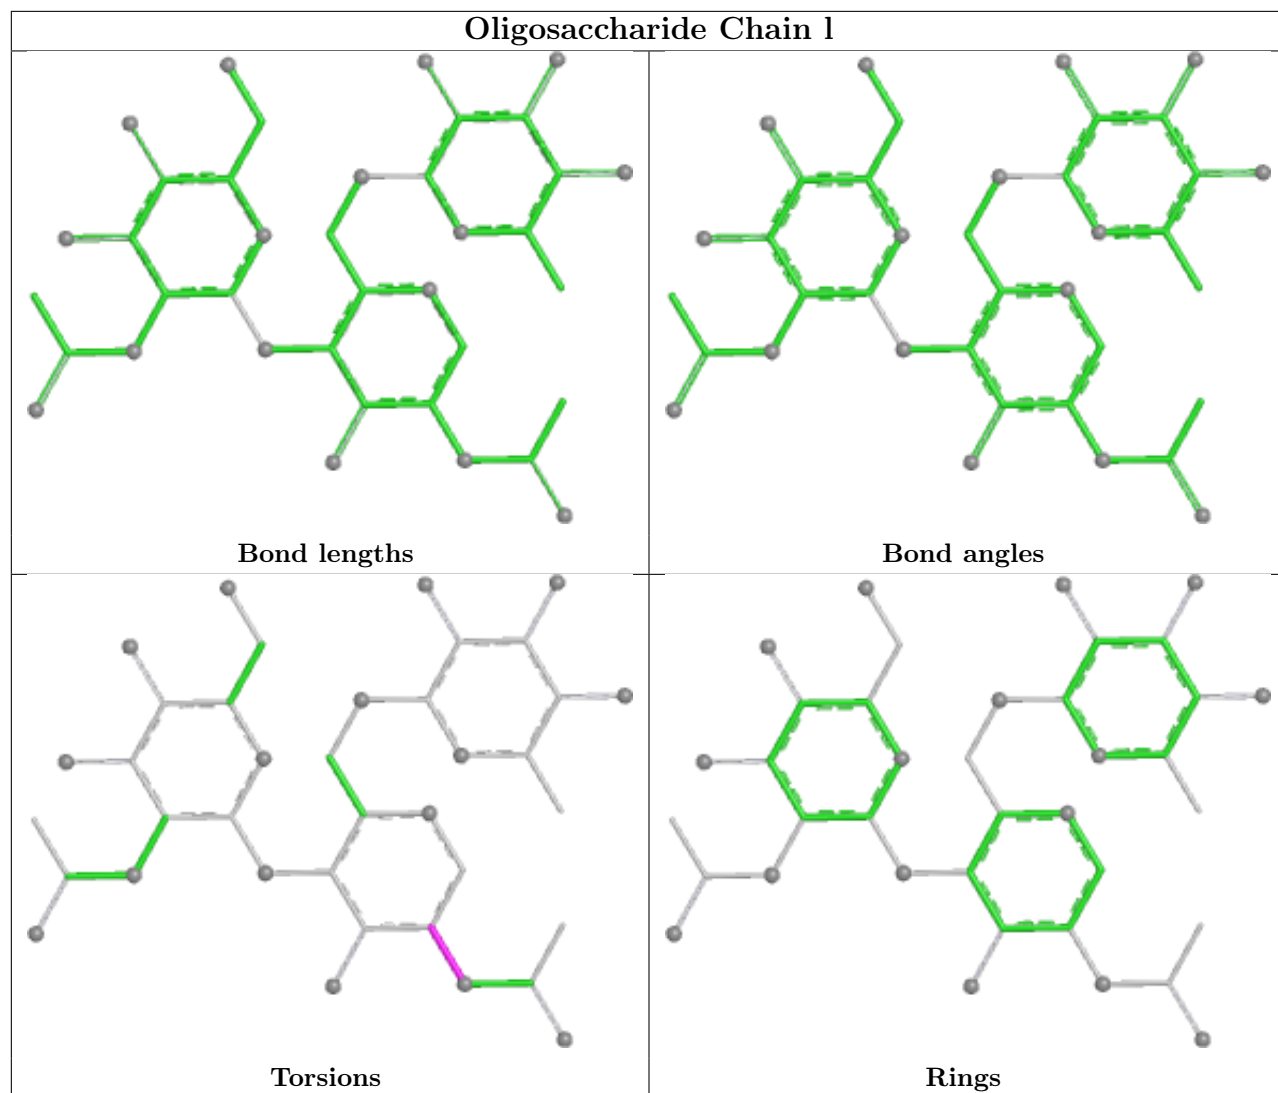 Oligosaccharide Chain l
Bond lengths
Bond angles
Torsions
Rings